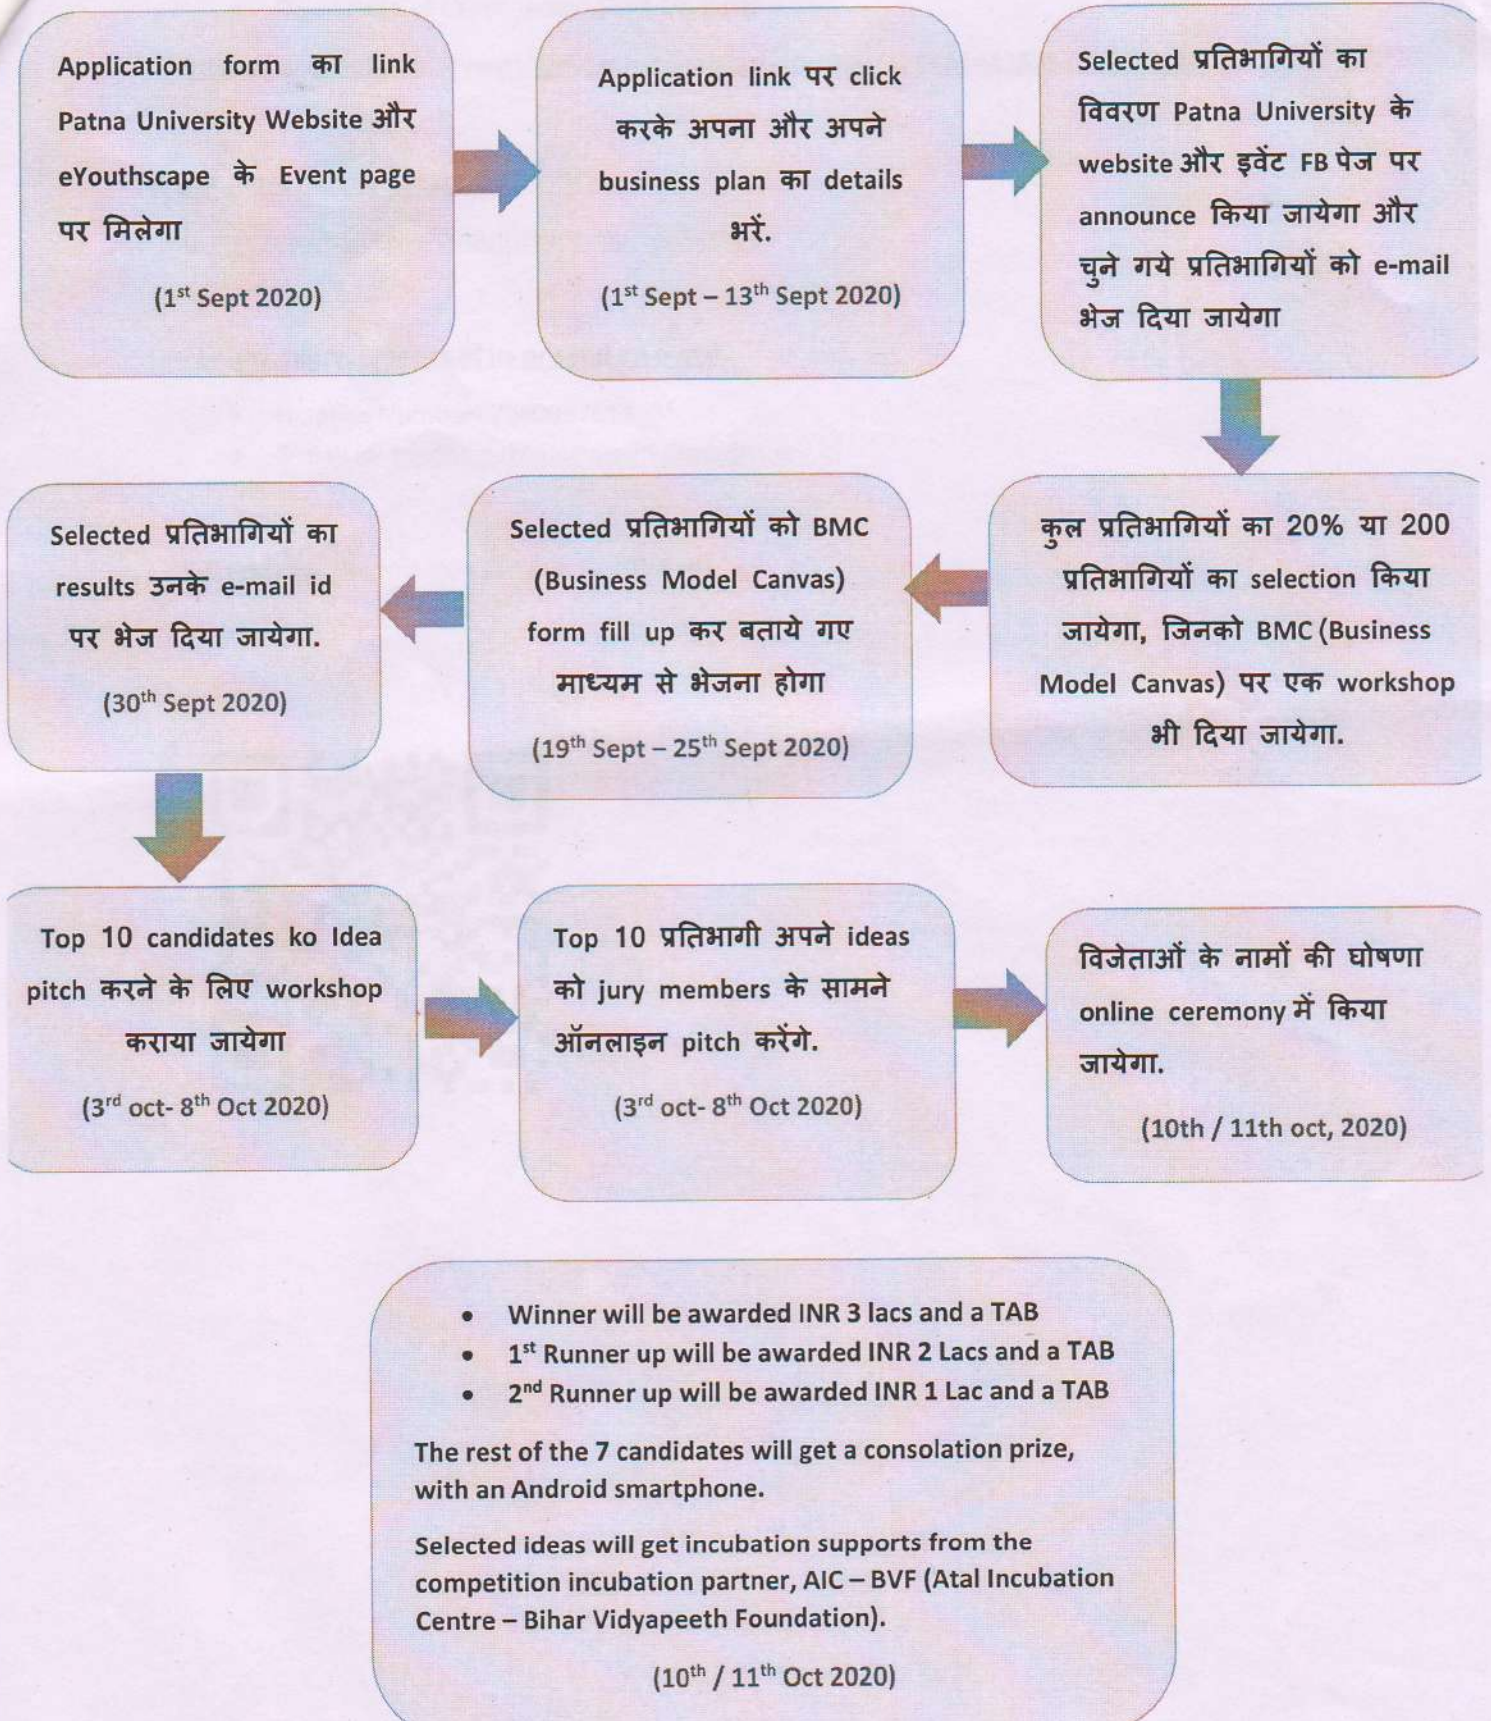 Application form का link
Patna University Website और
eYouthscape के Event page
पर मिलेगा
(1st Sept 2020)
Application link पर click
करके अपना और अपने
business plan का details
भरें.
(1st Sept – 13th Sept 2020)
Selected प्रतिभागियों का
विवरण Patna University के
website और इवेंट FB पेज पर
announce किया जायेगा और
चुने गये प्रतिभागियों को e-mail
भेज दिया जायेगा
कुल प्रतिभागियों का 20% या 200
प्रतिभागियों का selection किया
जायेगा, जिनको BMC (Business
Model Canvas) पर एक workshop
भी दिया जायेगा.
Selected प्रतिभागियों को BMC
(Business Model Canvas)
form fill up कर बताये गए
माध्यम से भेजना होगा
(19th Sept – 25th Sept 2020)
Selected प्रतिभागियों का
results उनके e-mail id
पर भेज दिया जायेगा.
(30th Sept 2020)
Top 10 candidates ko Idea
pitch करने के लिए workshop
कराया जायेगा
(3rd oct- 8th Oct 2020)
Top 10 प्रतिभागी अपने ideas
को jury members के सामने
ऑनलाइन pitch करेंगे.
(3rd oct- 8th Oct 2020)
विजेताओं के नामों की घोषणा
online ceremony में किया
जायेगा.
(10th / 11th oct, 2020)
• Winner will be awarded INR 3 lacs and a TAB
• 1st Runner up will be awarded INR 2 Lacs and a TAB
• 2nd Runner up will be awarded INR 1 Lac and a TAB
The rest of the 7 candidates will get a consolation prize,
with an Android smartphone.
Selected ideas will get incubation supports from the
competition incubation partner, AIC – BVF (Atal Incubation
Centre – Bihar Vidyapeeth Foundation).
(10th / 11th Oct 2020)